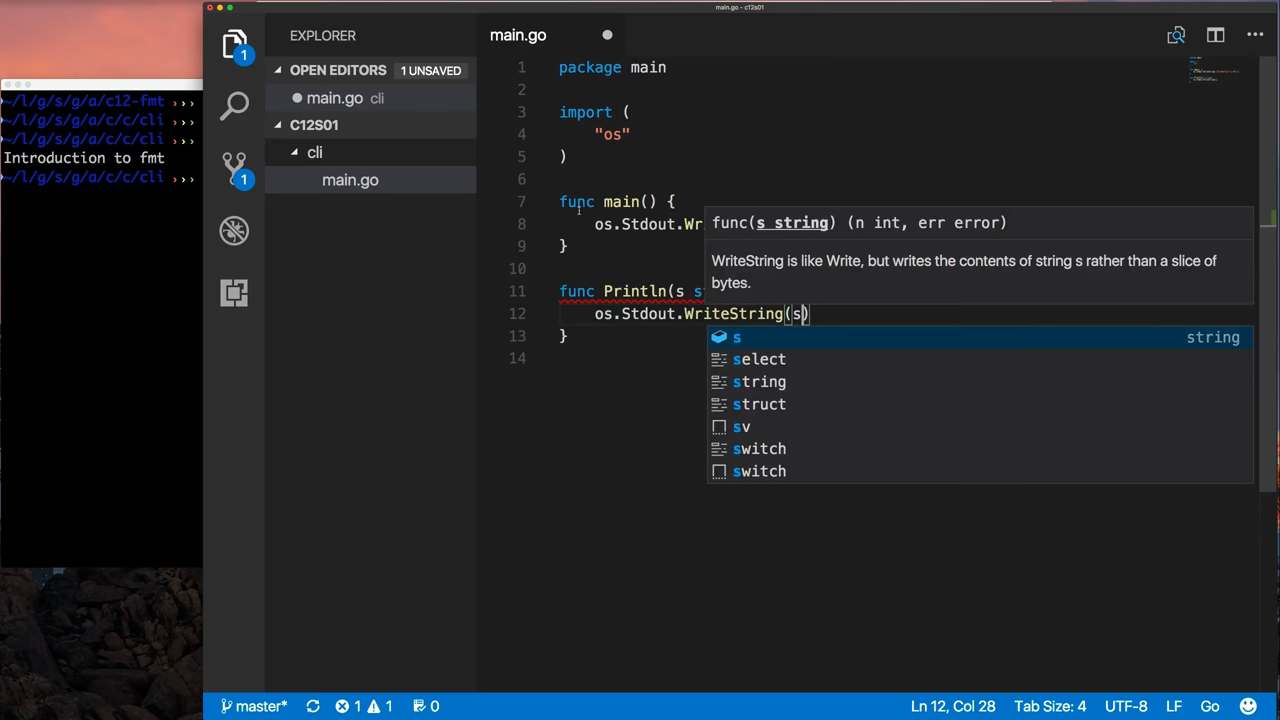 main.go - c12s01
EXPLORER
OPEN EDITORS 1 UNSAVED
main.go cli
C12S01
cli
main.go
1
1
~/l/g/s/g/a/c12-fmt ›››
~/l/g/s/g/a/c/c/cli ›››
~/l/g/s/g/a/c/c/cli ›››
Introduction to fmt
~/l/g/s/g/a/c/c/cli ›››
main.go
1 package main
2
3 import (
4 "os"
5 )
6
7 func main() {
8 os.Stdout.Wr
9 }
10
11 func Println(s s
12 os.Stdout.WriteString(s)
13 }
14
func(s string) (n int, err error)
WriteString is like Write, but writes the contents of string s rather than a slice of
bytes.
s string
select
string
struct
sv
switch
switch
master* 1 1 0 Ln 12, Col 28 Tab Size: 4 UTF-8 LF Go